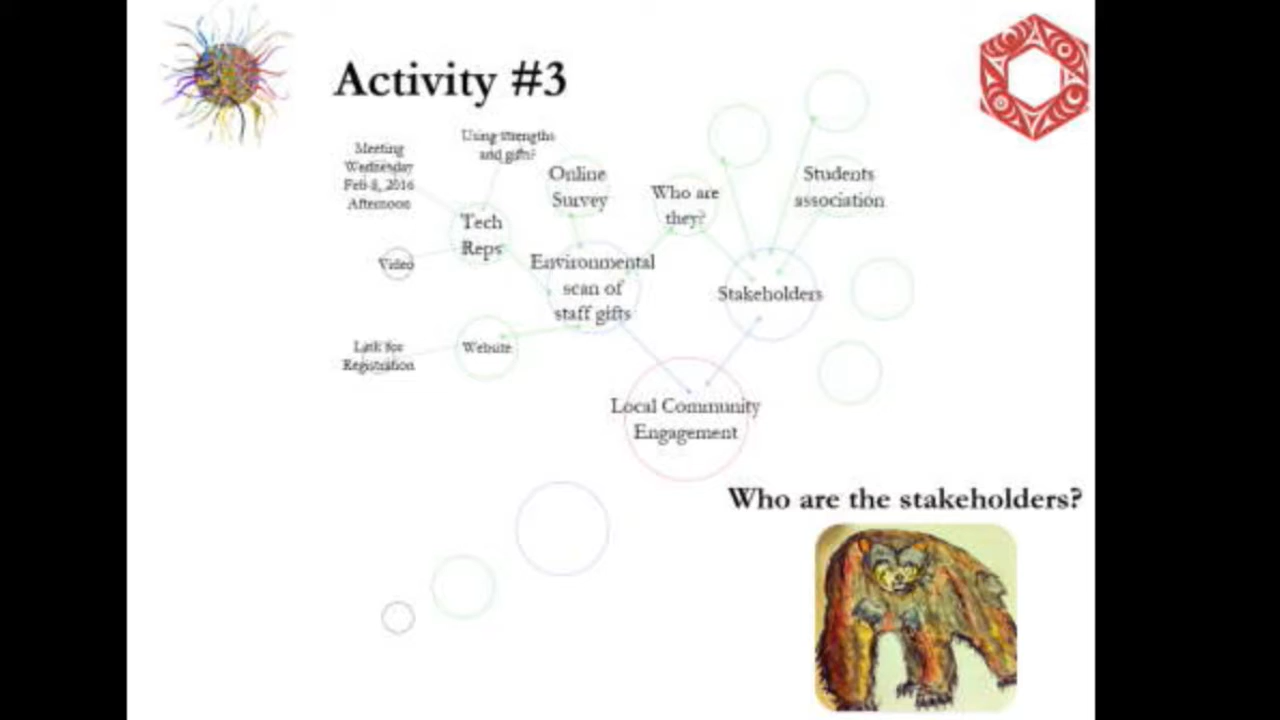 Activity #3
Meeting
Wednesday
Feb 8, 2016
Afternoon
Using strengths
and gifts?
Online
Survey
Who are
they?
Students
association
Tech
Reps
Video
Environmental
scan of
staff gifts
Stakeholders
Website
Link for
Registration
Local Community
Engagement
Who are the stakeholders?